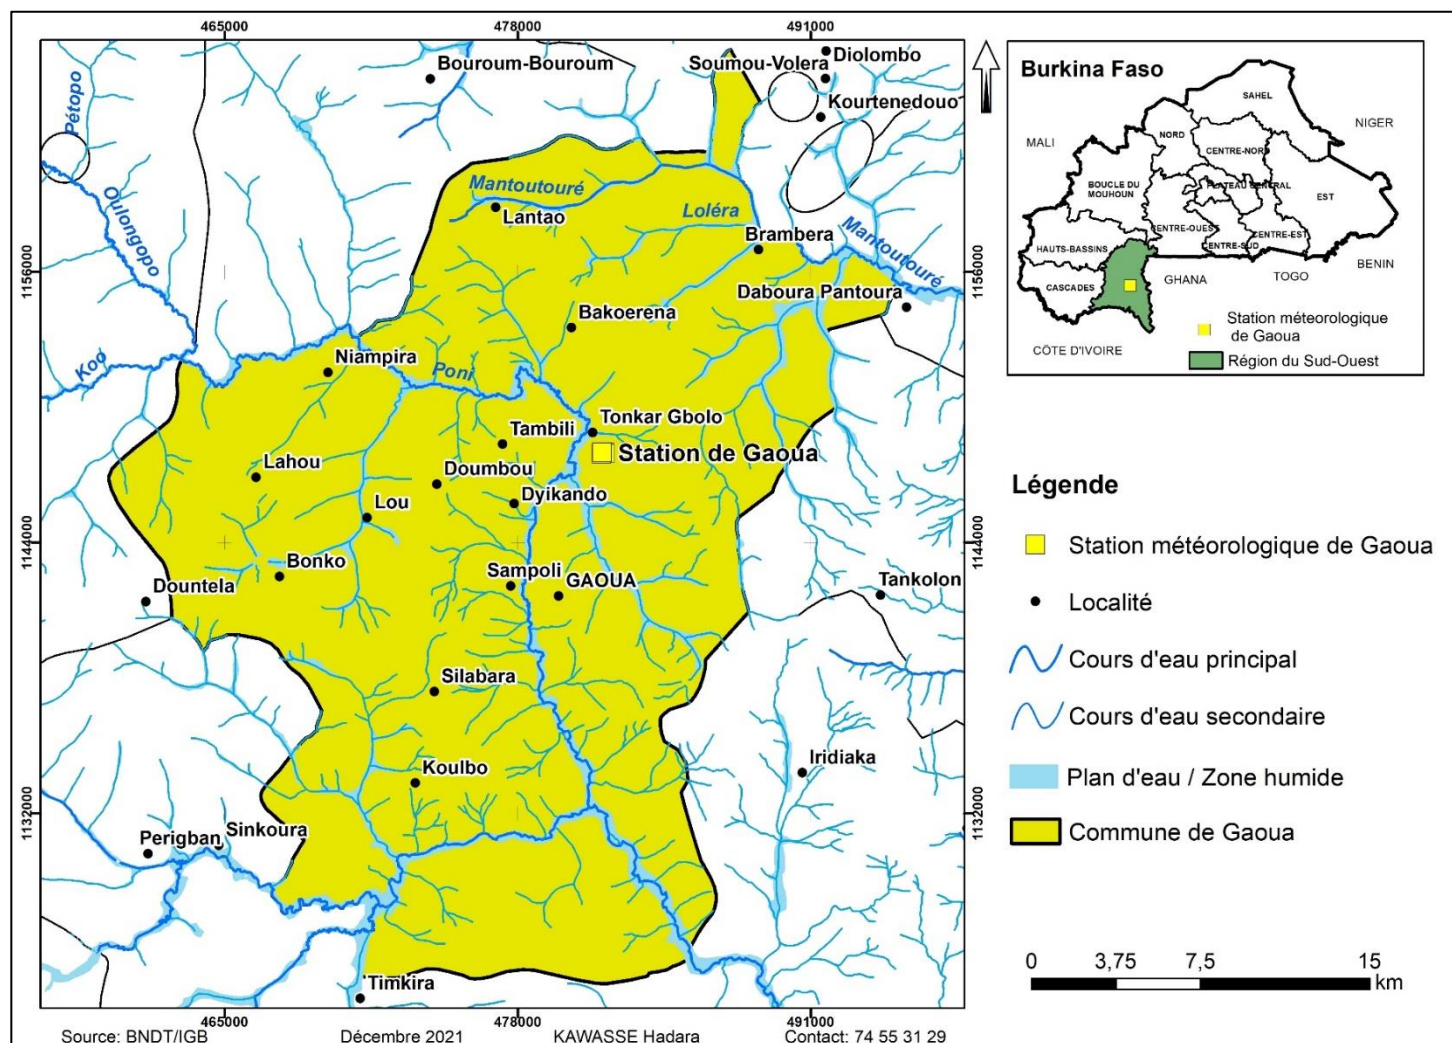 465000
478000
491000
Bouroum-Bouroum
Soumou-Volera
Diolombo
Kourtenedouo
Pétopo
Oulongopo
Mantoutouré
Lantao
Loléra
Brambera
Mantoutouré
1156000
1156000
Daboura Pantoura
Bakoerena
Koo
Niampira
Poni
Tonkar Gbolo
Tambili
Station de Gaoua
Lahou
Doumbou
Lou
Dyikando
1144000
1144000
Bonko
Sampoli
GAOUA
Dountela
Tankolon
Silabara
Koulbo
Iridiaka
1132000
1132000
Perigban
Sinkoura
Timkira
465000
478000
491000
Source: BNDT/IGB
Décembre 2021
KAWASSE Hadara
Contact: 74 55 31 29
Burkina Faso
SAHEL
NIGER
MALI
NORD
CENTRE-NORD
BOUCLE DU
MOUHOUN
PLATEAU CENTRAL
EST
CENTRE-OUEST
CENTRE-EST
CENTRE-SUD
HAUTS-BASSINS
BENIN
CASCADES
GHANA
TOGO
CÔTE D'IVOIRE
Station méteorologique
de Gaoua
Région du Sud-Ouest
Légende
Station météorologique de Gaoua
Localité
Cours d'eau principal
Cours d'eau secondaire
Plan d'eau / Zone humide
Commune de Gaoua
0
3,75
7,5
15
km